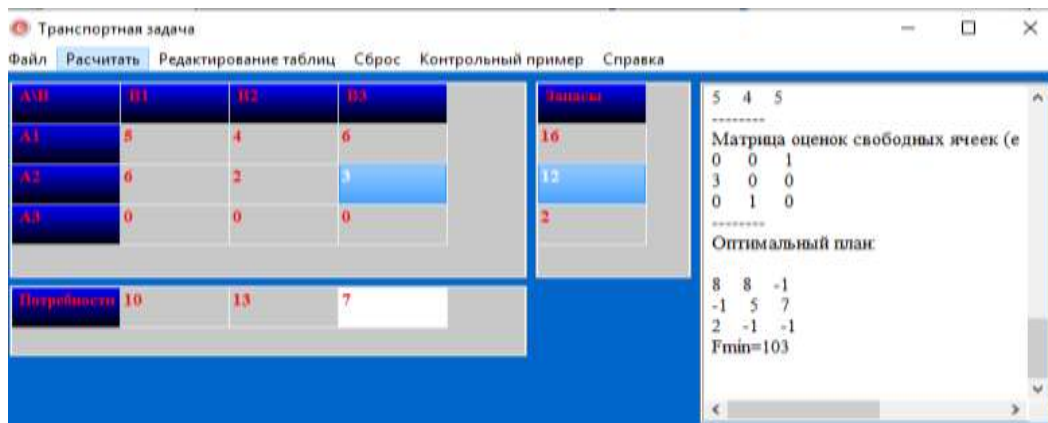 Транспортная задача
Файл Расчитать Редактирование таблиц Сброс Контрольный пример Справка
A\B B1 B2 B3
A1 5 4 6
A2 6 2 3
A3 0 0 0
Запасы
16
12
2
Потребности 10 13 7
5 4 5
--------
Матрица оценок свободных ячеек (е
0 0 1
3 0 0
0 1 0
--------
Оптимальный план:
8 8 -1
-1 5 7
2 -1 -1
Fmin=103